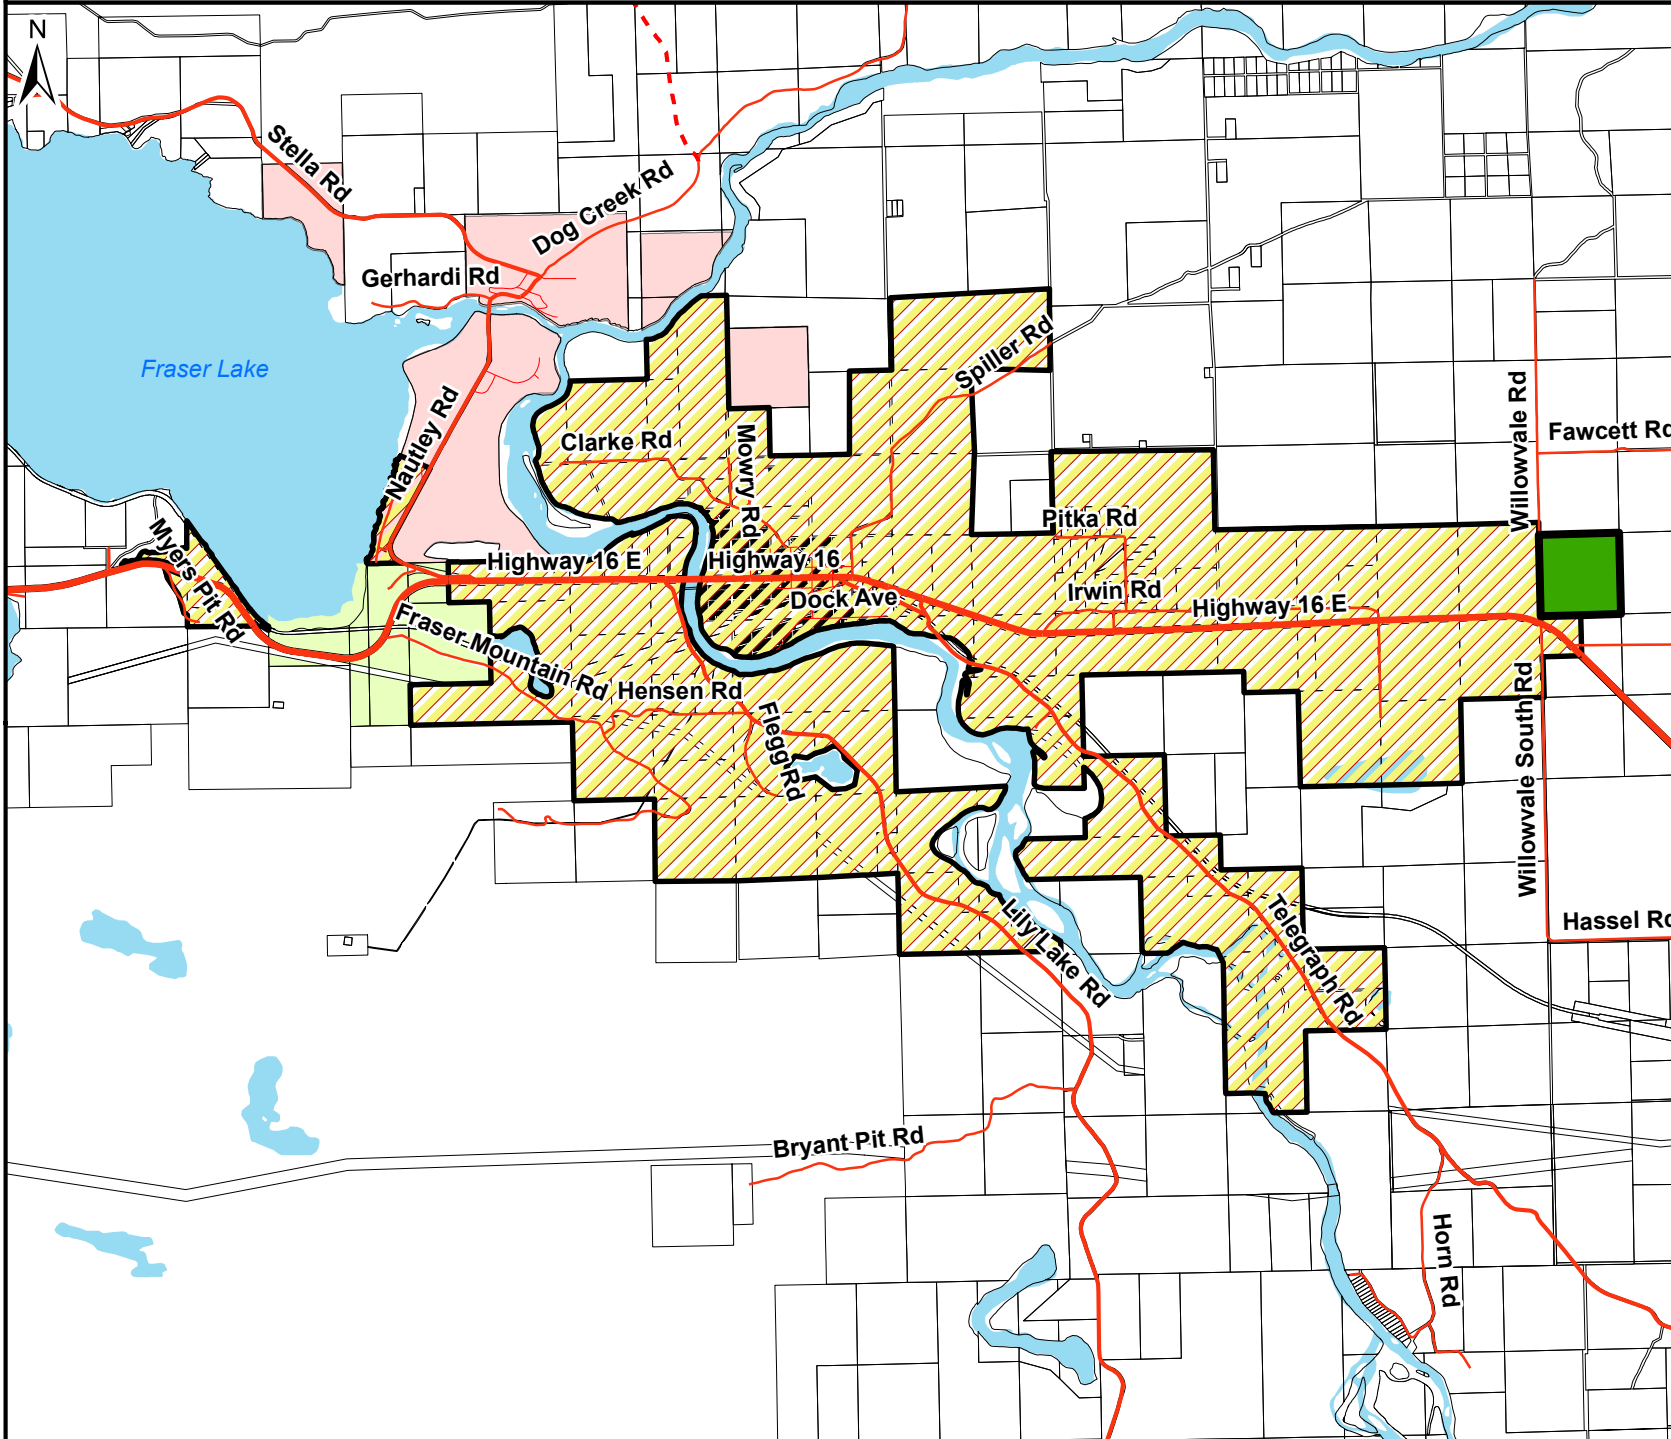 N
Stella Rd
Dog Creek Rd
Gerhardi Rd
Fraser Lake
Spiller Rd
Nautley Rd
Clarke Rd
Mowry Rd
Willowvale Rd
Fawcett Rd
Pitka Rd
Myers Pit Rd
Highway 16 E
Highway 16
Dock Ave
Irwin Rd
Highway 16 E
Fraser Mountain Rd
Hensen Rd
Flegg Rd
Willowvale South Rd
Hassel Rd
Lily Lake Rd
Telegraph Rd
Bryant Pit Rd
Horn Rd